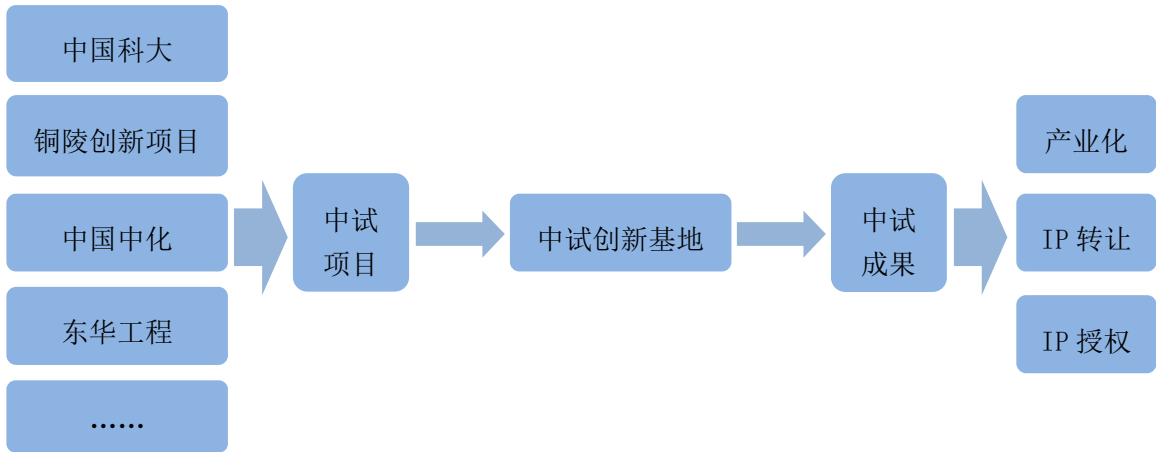 中国科大
铜陵创新项目
中国中化
东华工程
……
中试
项目
中试创新基地
中试
成果
产业化
IP 转让
IP 授权